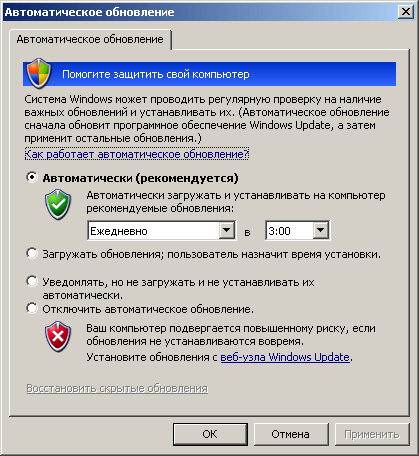 Автоматическое обновление
Автоматическое обновление
Помогите защитить свой компьютер
Система Windows может проводить регулярную проверку на наличие
важных обновлений и устанавливать их. (Автоматическое обновление
сначала обновит программное обеспечение Windows Update, а затем
применит остальные обновления.)
Как работает автоматическое обновление?
Автоматически (рекомендуется)
Автоматически загружать и устанавливать на компьютер
рекомендуемые обновления:
Ежедневно в 3:00
Загружать обновления; пользователь назначит время установки.
Уведомлять, но не загружать и не устанавливать их
автоматически.
Отключить автоматическое обновление.
Ваш компьютер подвергается повышенному риску, если
обновления не устанавливаются вовремя.
Установите обновления с веб-узла Windows Update.
Восстановить скрытые обновления
ОК Отмена Применить